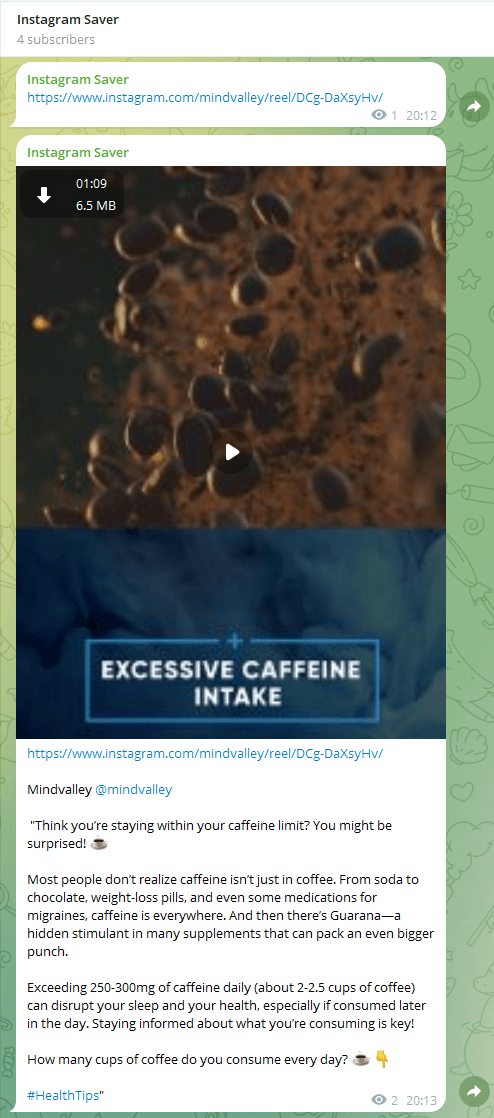 Instagram Saver
4 subscribers
Instagram Saver
https://www.instagram.com/mindvalley/reel/DCg-DaXsyHv/
1 20:12
Instagram Saver
01:09
6.5 MB
EXCESSIVE CAFFEINE
INTAKE
https://www.instagram.com/mindvalley/reel/DCg-DaXsyHv/
Mindvalley @mindvalley
"Think you’re staying within your caffeine limit? You might be
surprised! ☕
Most people don’t realize caffeine isn’t just in coffee. From soda to
chocolate, weight-loss pills, and even some medications for
migraines, caffeine is everywhere. And then there’s Guarana—a
hidden stimulant in many supplements that can pack an even bigger
punch.
Exceeding 250-300mg of caffeine daily (about 2-2.5 cups of coffee)
can disrupt your sleep and your health, especially if consumed later
in the day. Staying informed about what you’re consuming is key!
How many cups of coffee do you consume every day? ☕ 👇
#HealthTips"
2 20:13